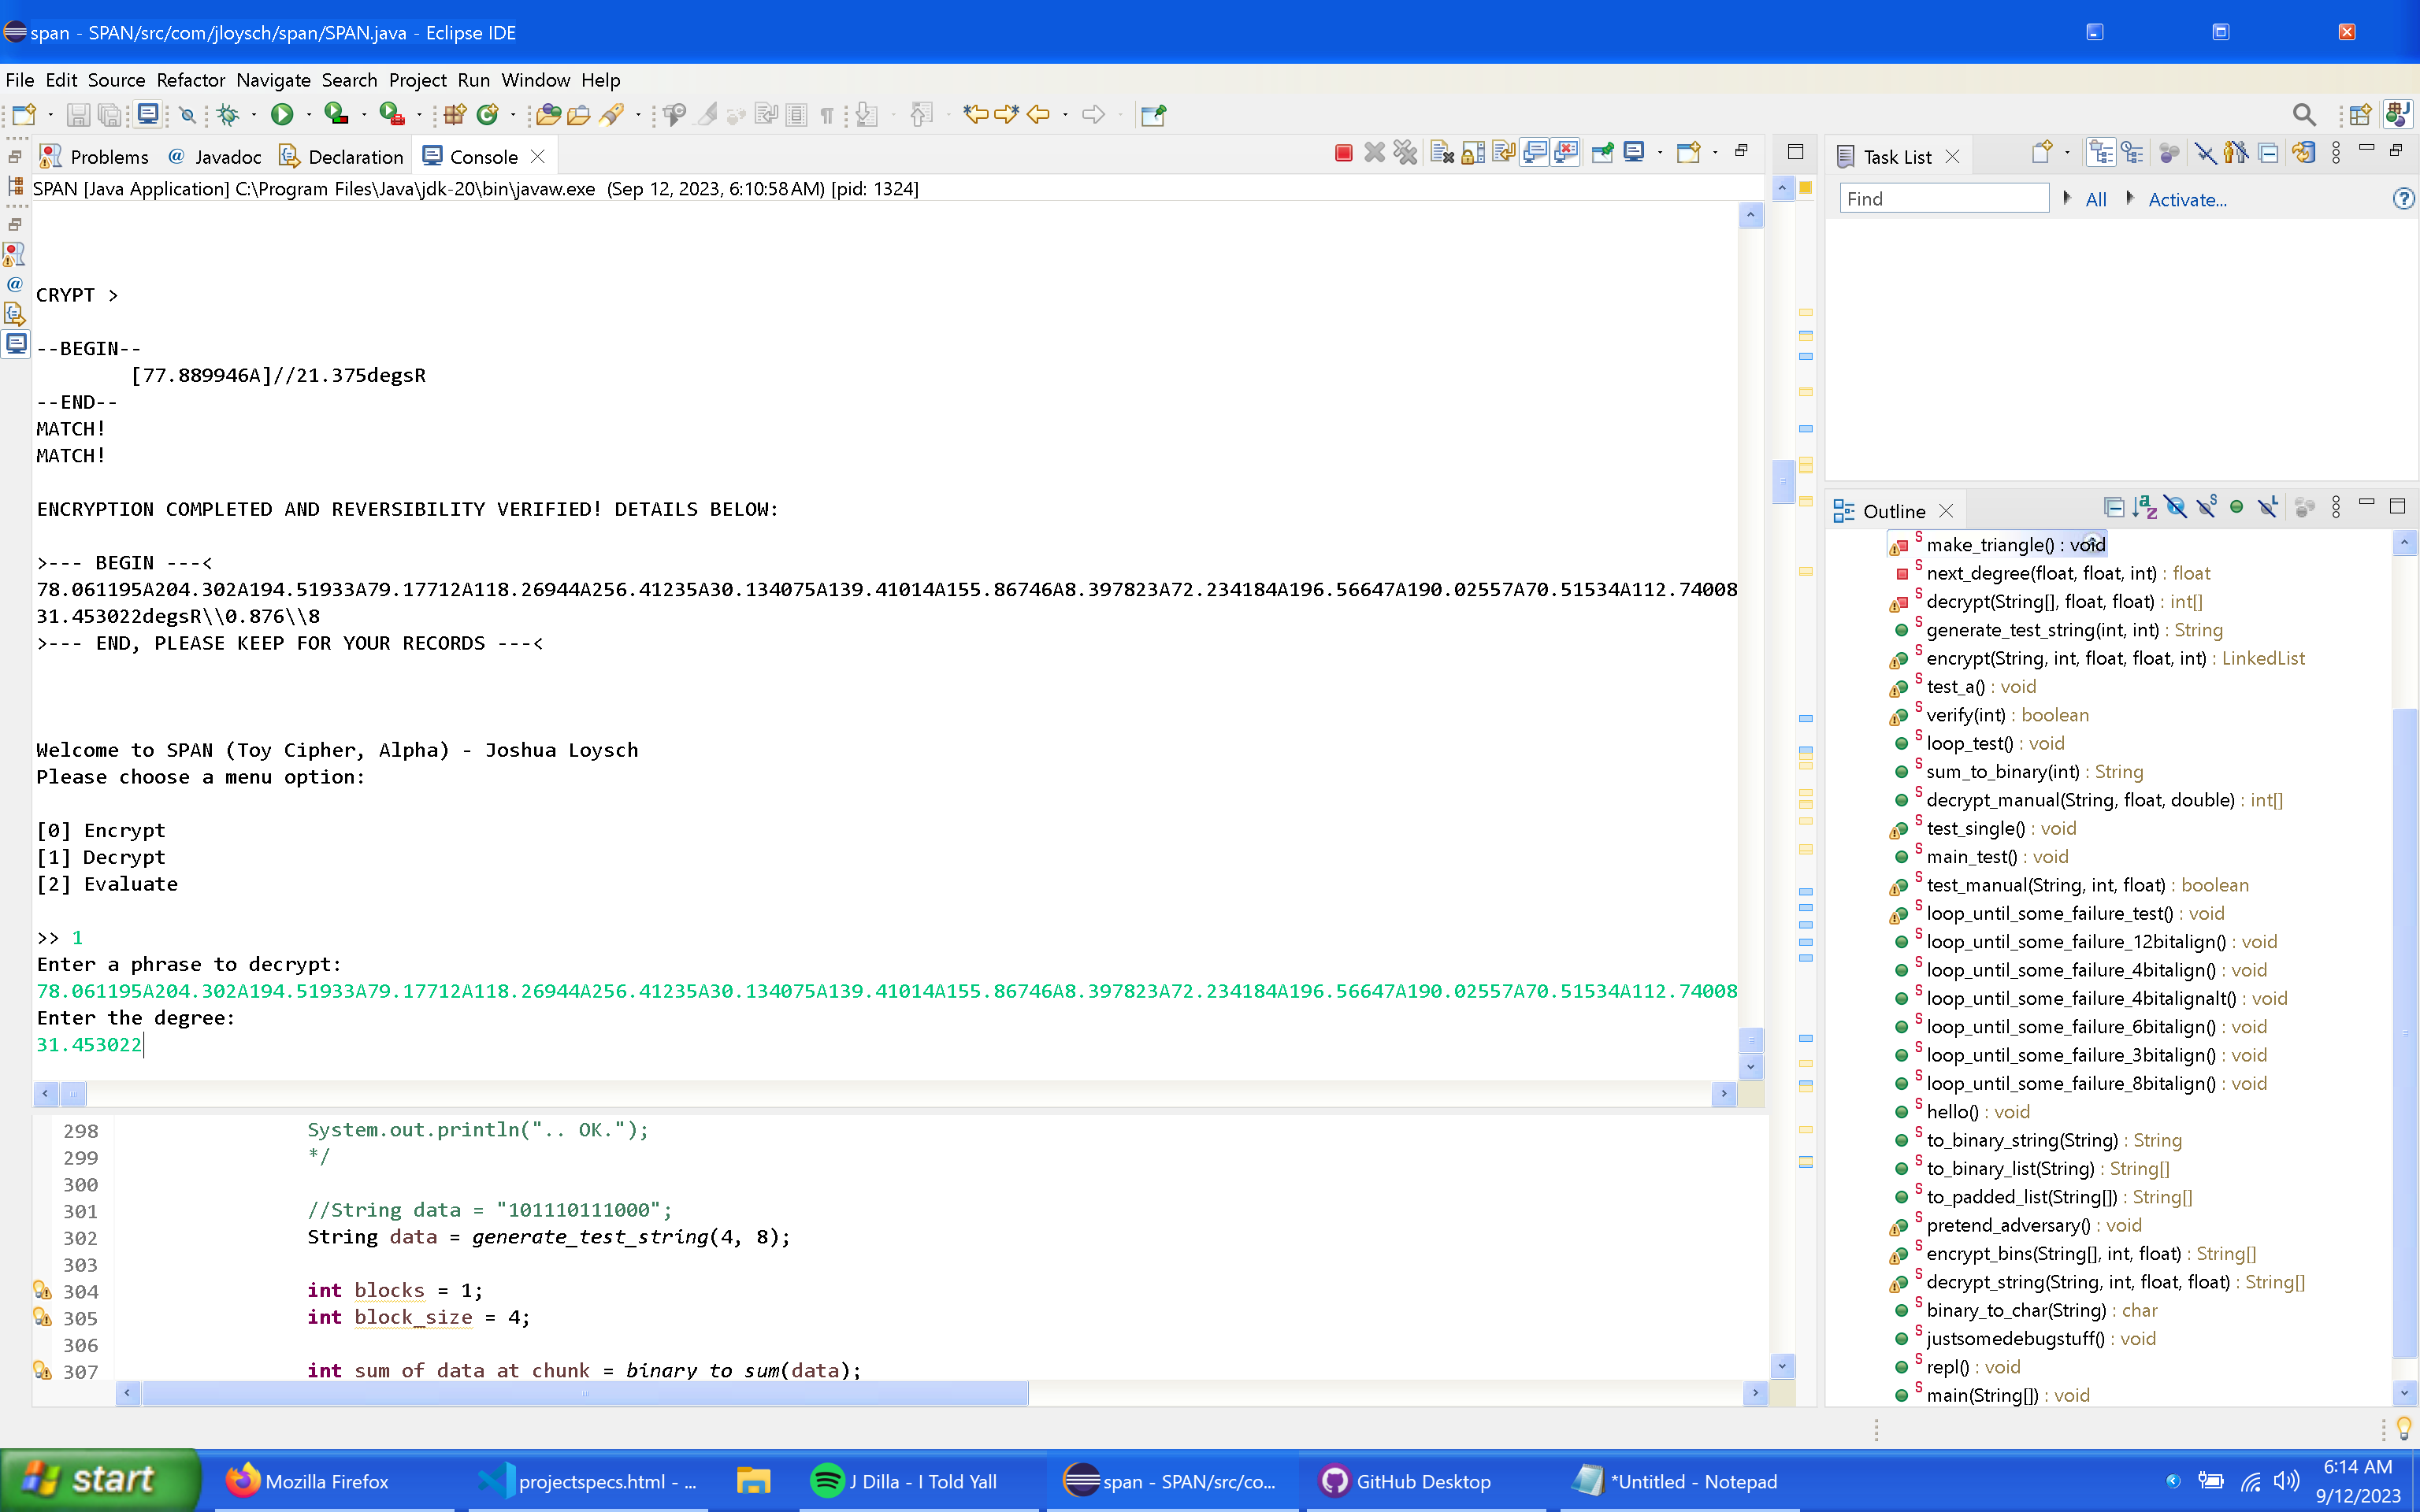 span - SPAN/src/com/jloysch/span/SPAN.java - Eclipse IDE
File Edit Source Refactor Navigate Search Project Run Window Help
Problems @ Javadoc Declaration Console
SPAN [Java Application] C:\Program Files\Java\jdk-20\bin\javaw.exe (Sep 12, 2023, 6:10:58 AM) [pid: 1324]
CRYPT >
--BEGIN--
[77.889946A]//21.375degsR
--END--
MATCH!
MATCH!
ENCRYPTION COMPLETED AND REVERSIBILITY VERIFIED! DETAILS BELOW:
>--- BEGIN ---<
78.061195A204.302A194.51933A79.17712A118.26944A256.41235A30.134075A139.41014A155.86746A8.397823A72.234184A196.56647A190.02557A70.51534A112.74008
31.453022degsR\\0.876\\8
>--- END, PLEASE KEEP FOR YOUR RECORDS ---<
Welcome to SPAN (Toy Cipher, Alpha) - Joshua Loysch
Please choose a menu option:
[0] Encrypt
[1] Decrypt
[2] Evaluate
>> 1
Enter a phrase to decrypt:
78.061195A204.302A194.51933A79.17712A118.26944A256.41235A30.134075A139.41014A155.86746A8.397823A72.234184A196.56647A190.02557A70.51534A112.74008
Enter the degree:
31.453022
298 System.out.println(".. OK.");
299 */
300
301 //String data = "101110111000";
302 String data = generate_test_string(4, 8);
303
304 int blocks = 1;
305 int block_size = 4;
306
307 int sum_of_data_at_chunk = binary_to_sum(data);
Task List
Find All Activate...
Outline
make_triangle() : void
next_degree(float, float, int) : float
decrypt(String[], float, float) : int[]
generate_test_string(int, int) : String
encrypt(String, int, float, float, int) : LinkedList
test_a() : void
verify(int) : boolean
loop_test() : void
sum_to_binary(int) : String
decrypt_manual(String, float, double) : int[]
test_single() : void
main_test() : void
test_manual(String, int, float) : boolean
loop_until_some_failure_test() : void
loop_until_some_failure_12bitalign() : void
loop_until_some_failure_4bitalign() : void
loop_until_some_failure_4bitalignalt() : void
loop_until_some_failure_6bitalign() : void
loop_until_some_failure_3bitalign() : void
loop_until_some_failure_8bitalign() : void
hello() : void
to_binary_string(String) : String
to_binary_list(String) : String[]
to_padded_list(String[]) : String[]
pretend_adversary() : void
encrypt_bins(String[], int, float) : String[]
decrypt_string(String, int, float, float) : String[]
binary_to_char(String) : char
justsomedebugstuff() : void
repl() : void
main(String[]) : void
start Mozilla Firefox projectspecs.html - ... J Dilla - I Told Yall span - SPAN/src/co... GitHub Desktop *Untitled - Notepad
6:14 AM
9/12/2023